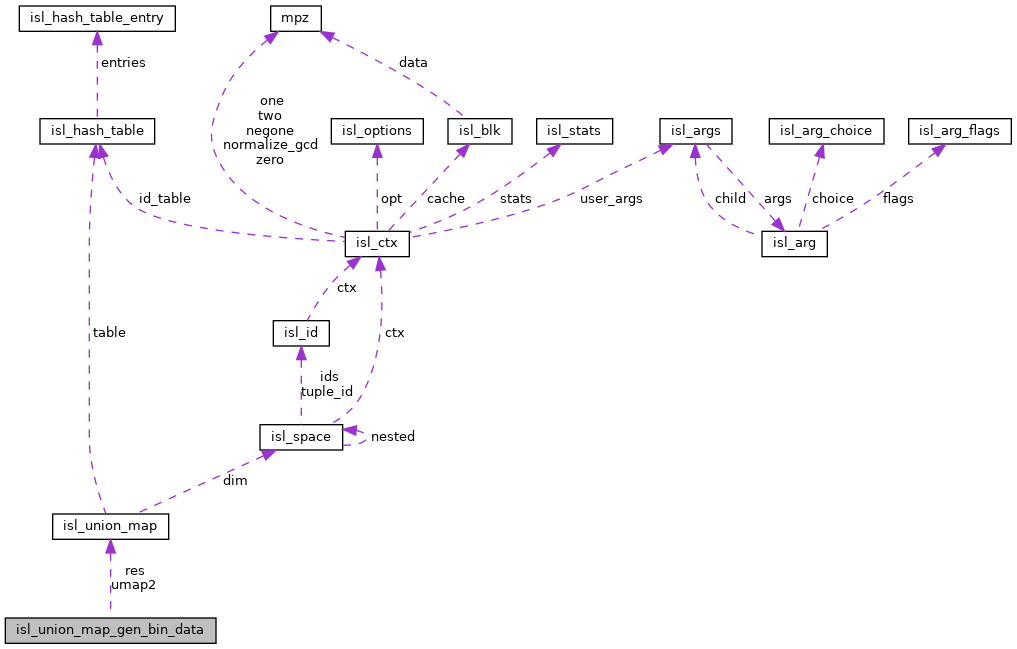 isl_hash_table_entry
mpz
entries
data
one
two
negone
normalize_gcd
zero
isl_hash_table
isl_options
isl_blk
isl_stats
isl_args
isl_arg_choice
isl_arg_flags
id_table
opt
cache
stats
user_args
child
args
choice
flags
isl_ctx
isl_arg
ctx
table
isl_id
ctx
ids
tuple_id
isl_space
nested
dim
isl_union_map
res
umap2
isl_union_map_gen_bin_data